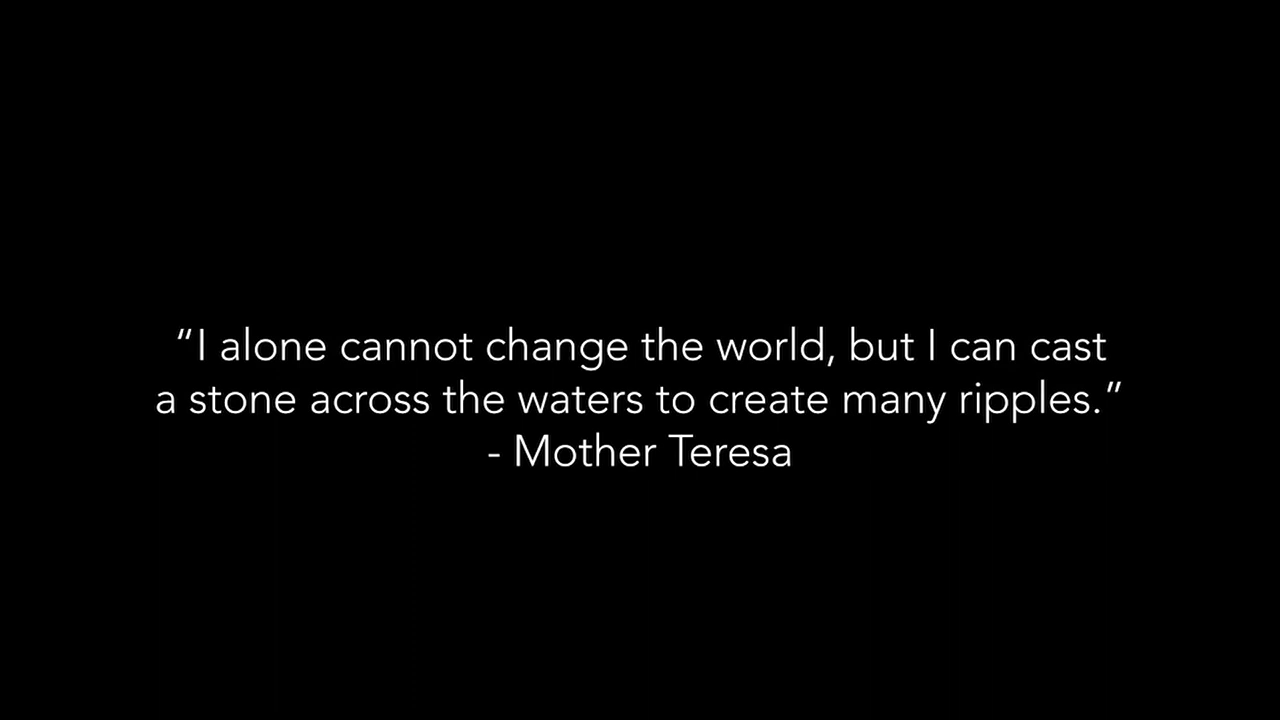 “I alone cannot change the world, but I can cast
a stone across the waters to create many ripples.”
- Mother Teresa